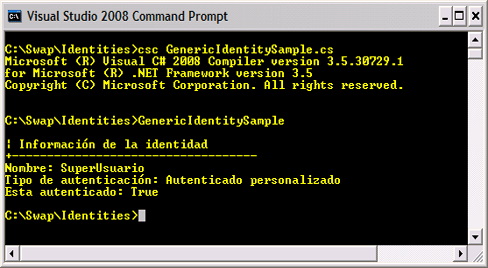 Visual Studio 2008 Command Prompt
C:\Swap\Identities>csc GenericIdentitySample.cs
Microsoft (R) Visual C# 2008 Compiler version 3.5.30729.1
for Microsoft (R) .NET Framework version 3.5
Copyright (C) Microsoft Corporation. All rights reserved.
C:\Swap\Identities>GenericIdentitySample
¦ Información de la identidad
+-----------------------------------
Nombre: SuperUsuario
Tipo de autenticación: Autenticado personalizado
Esta autenticado: True
C:\Swap\Identities>